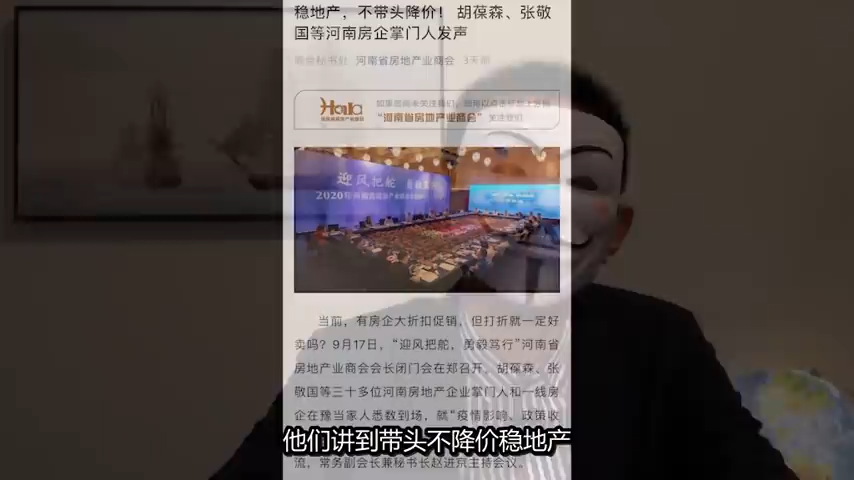 稳地产，不带头降价！ 胡葆森、张敬
国等河南房企掌门人发声
河南省房地产业商会 3天前
“河南省房地产业商会” 关注我们
迎风把舵
当前，有房企大折扣促销，但打折就一定好
卖吗？9月17日，“迎风把舵，勇毅笃行”河南省
房地产业商会会长闭门会在郑召开，胡葆森、张
敬国等三十多位河南房地产企业掌门人和一线房
企在豫当家人悉数到场，就“疫情影响、政策收
他们讲到带头不降价稳地产
流，常务副会长兼秘书长赵进京主持会议。